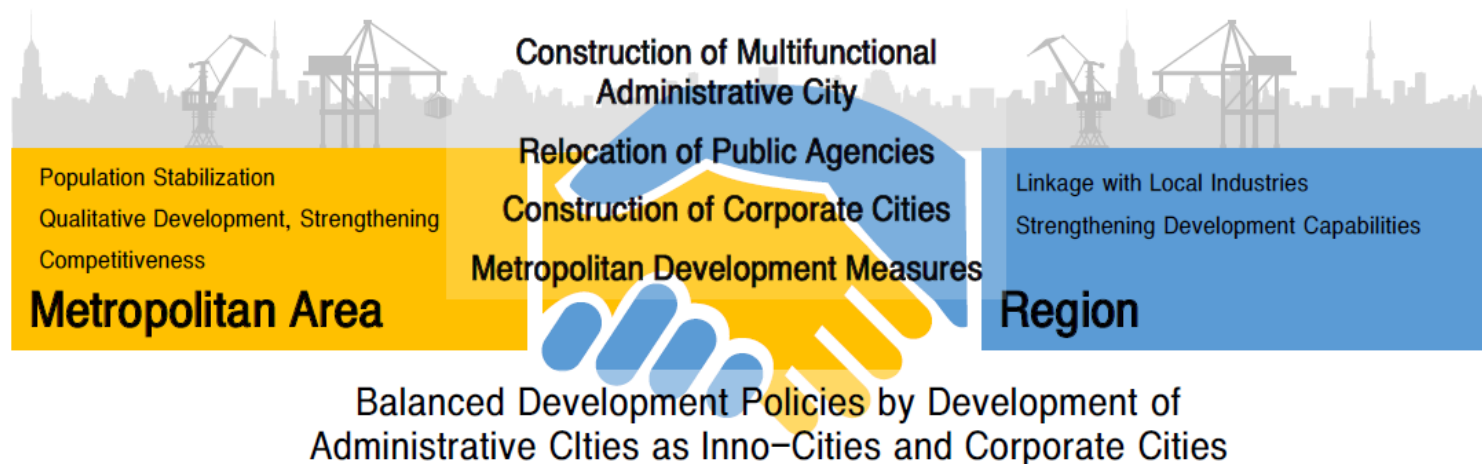 Construction of Multifunctional
Administrative City
Relocation of Public Agencies
Construction of Corporate Cities
Metropolitan Development Measures
Population Stabilization
Qualitative Development, Strengthening
Competitiveness
Metropolitan Area
Linkage with Local Industries
Strengthening Development Capabilities
Region
Balanced Development Policies by Development of
Administrative CIties as Inno-Cities and Corporate Cities